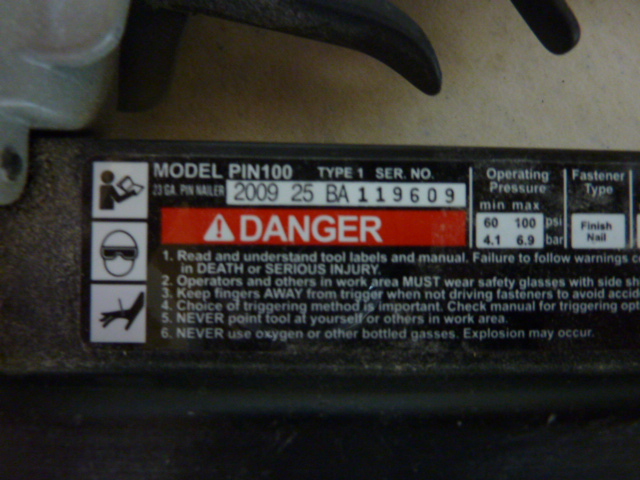 MODEL PIN100 TYPE 1 SER. NO.
23 GA. PIN NAILER 2009 25 BA 119609
DANGER
Operating Pressure
min max
60 100 psi
4.1 6.9 bar
Fastener Type
Finish Nail
1. Read and understand tool labels and manual. Failure to follow warnings
in DEATH or SERIOUS INJURY.
2. Operators and others in work area MUST wear safety glasses with side
3. Keep fingers AWAY from trigger when not driving fasteners to avoid
4. Choice of triggering method is important. Check manual for triggering
5. NEVER point tool at yourself or others in work area.
6. NEVER use oxygen or other bottled gasses. Explosion may occur.